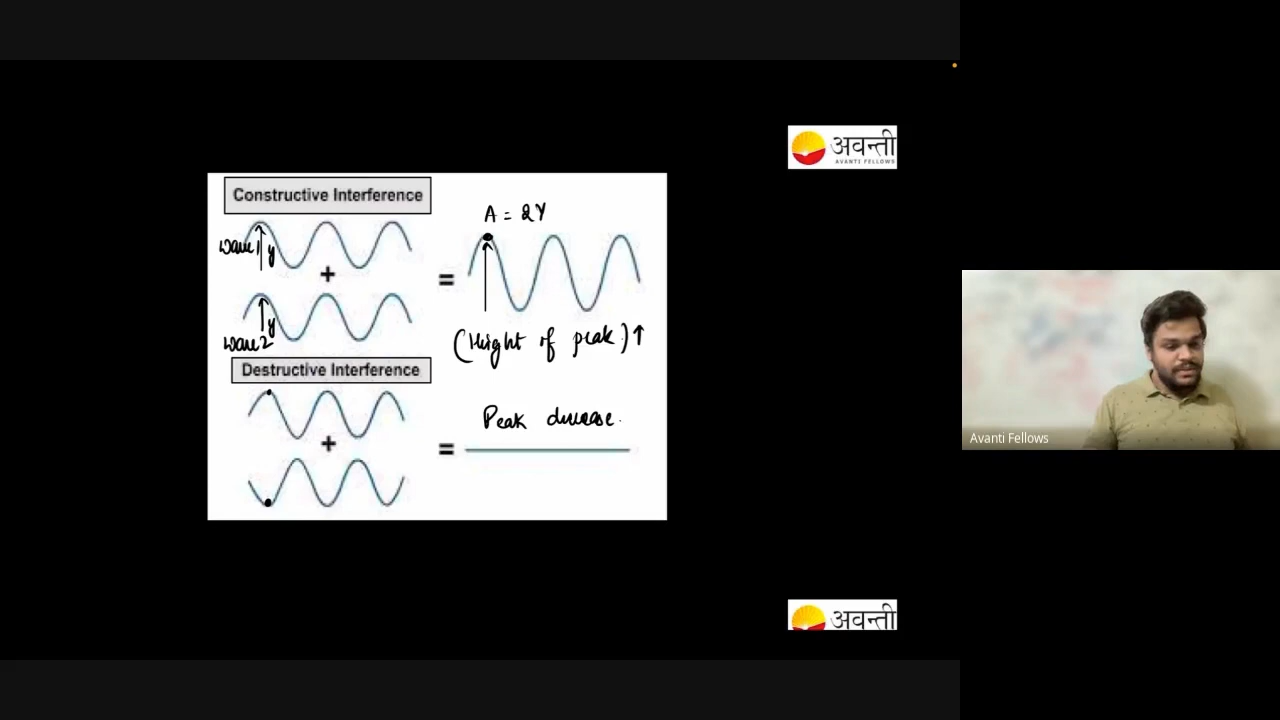 अवन्ती
AVANTI FELLOWS
Constructive Interference
A = 2Y
wave 1 y
+
=
wave 2 y
(Height of peak) ↑
Destructive Interference
Peak decrease.
+
=
Avanti Fellows
अवन्ती